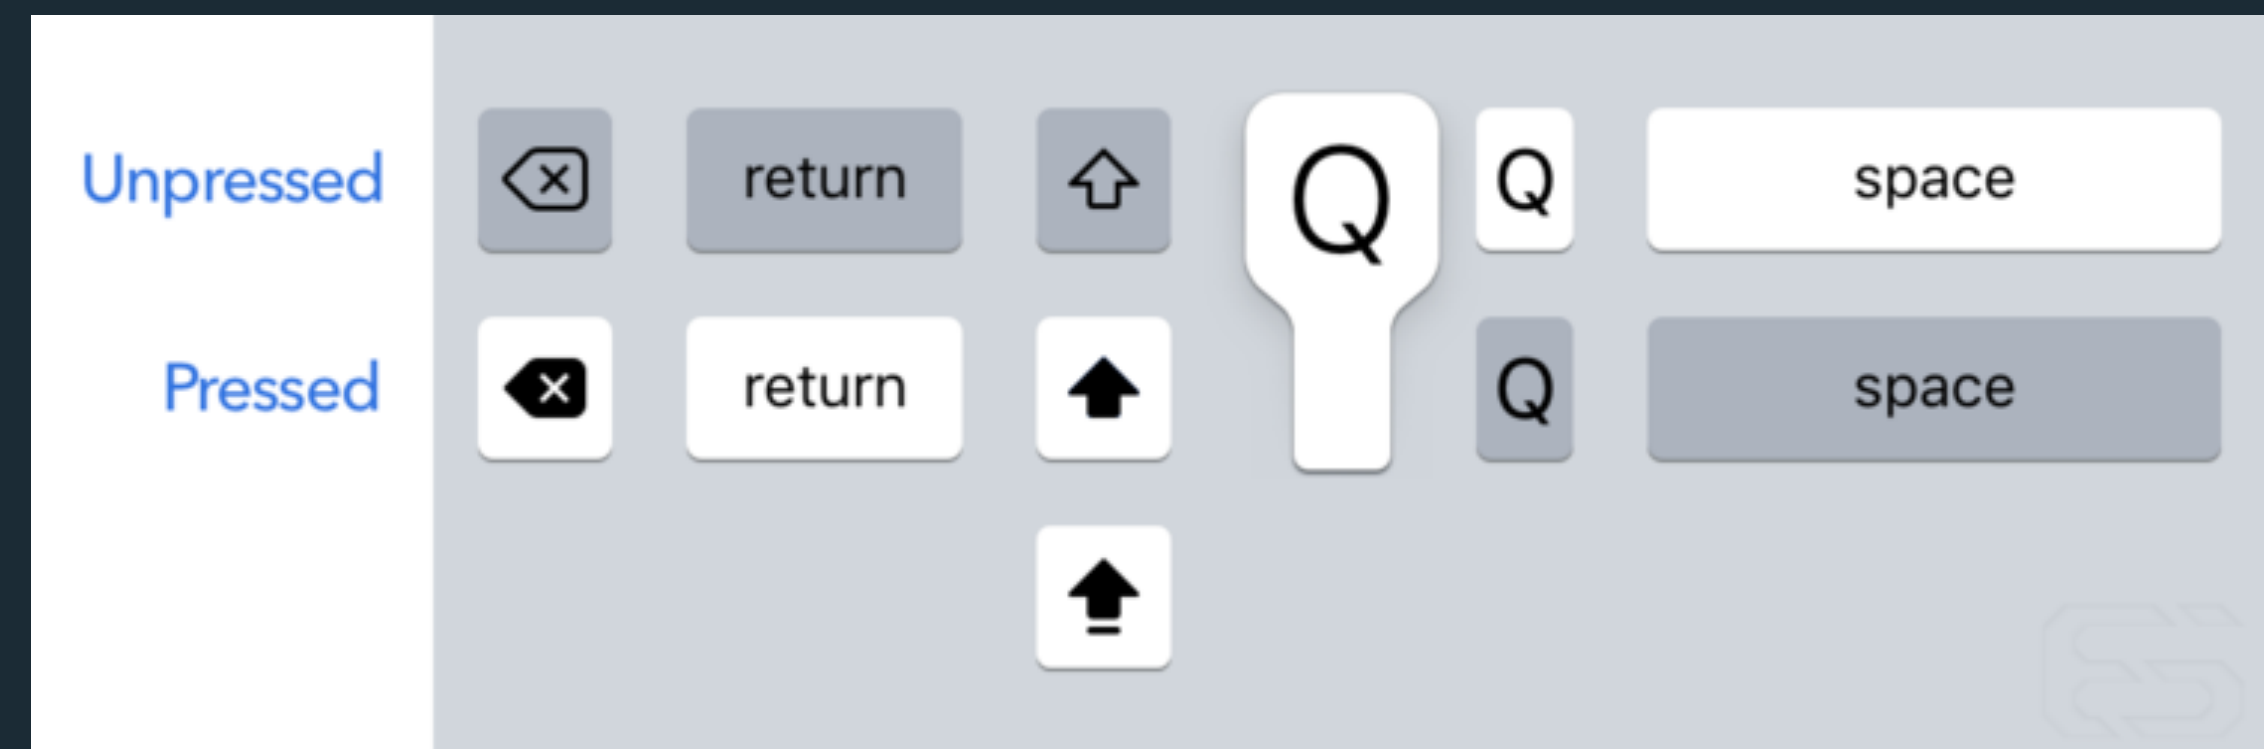 Unpressed return Q Q space
Pressed return Q space